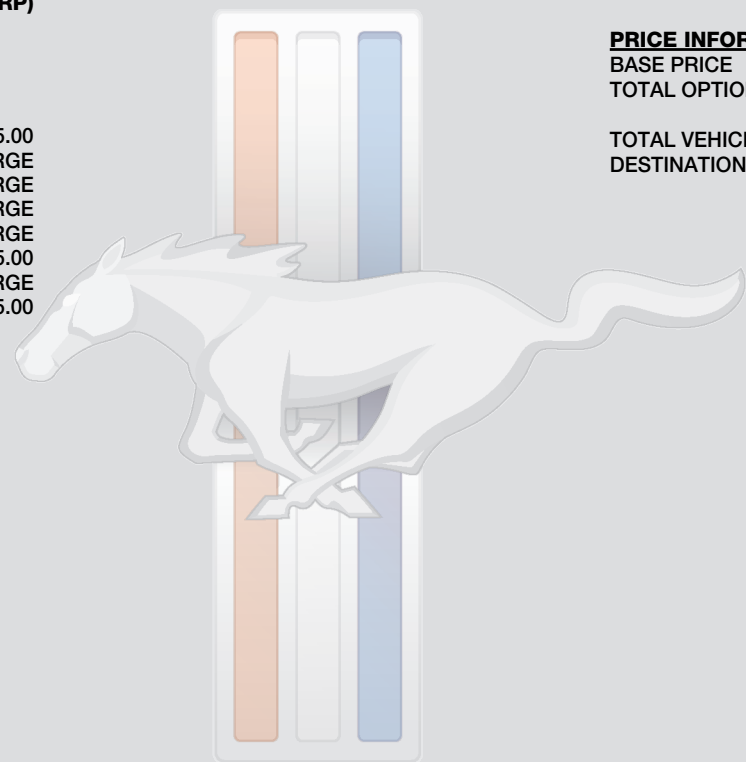 RP)
5.00
RGE
RGE
RGE
RGE
5.00
RGE
5.00
PRICE INFOR
BASE PRICE
TOTAL OPTIO
TOTAL VEHICL
DESTINATION